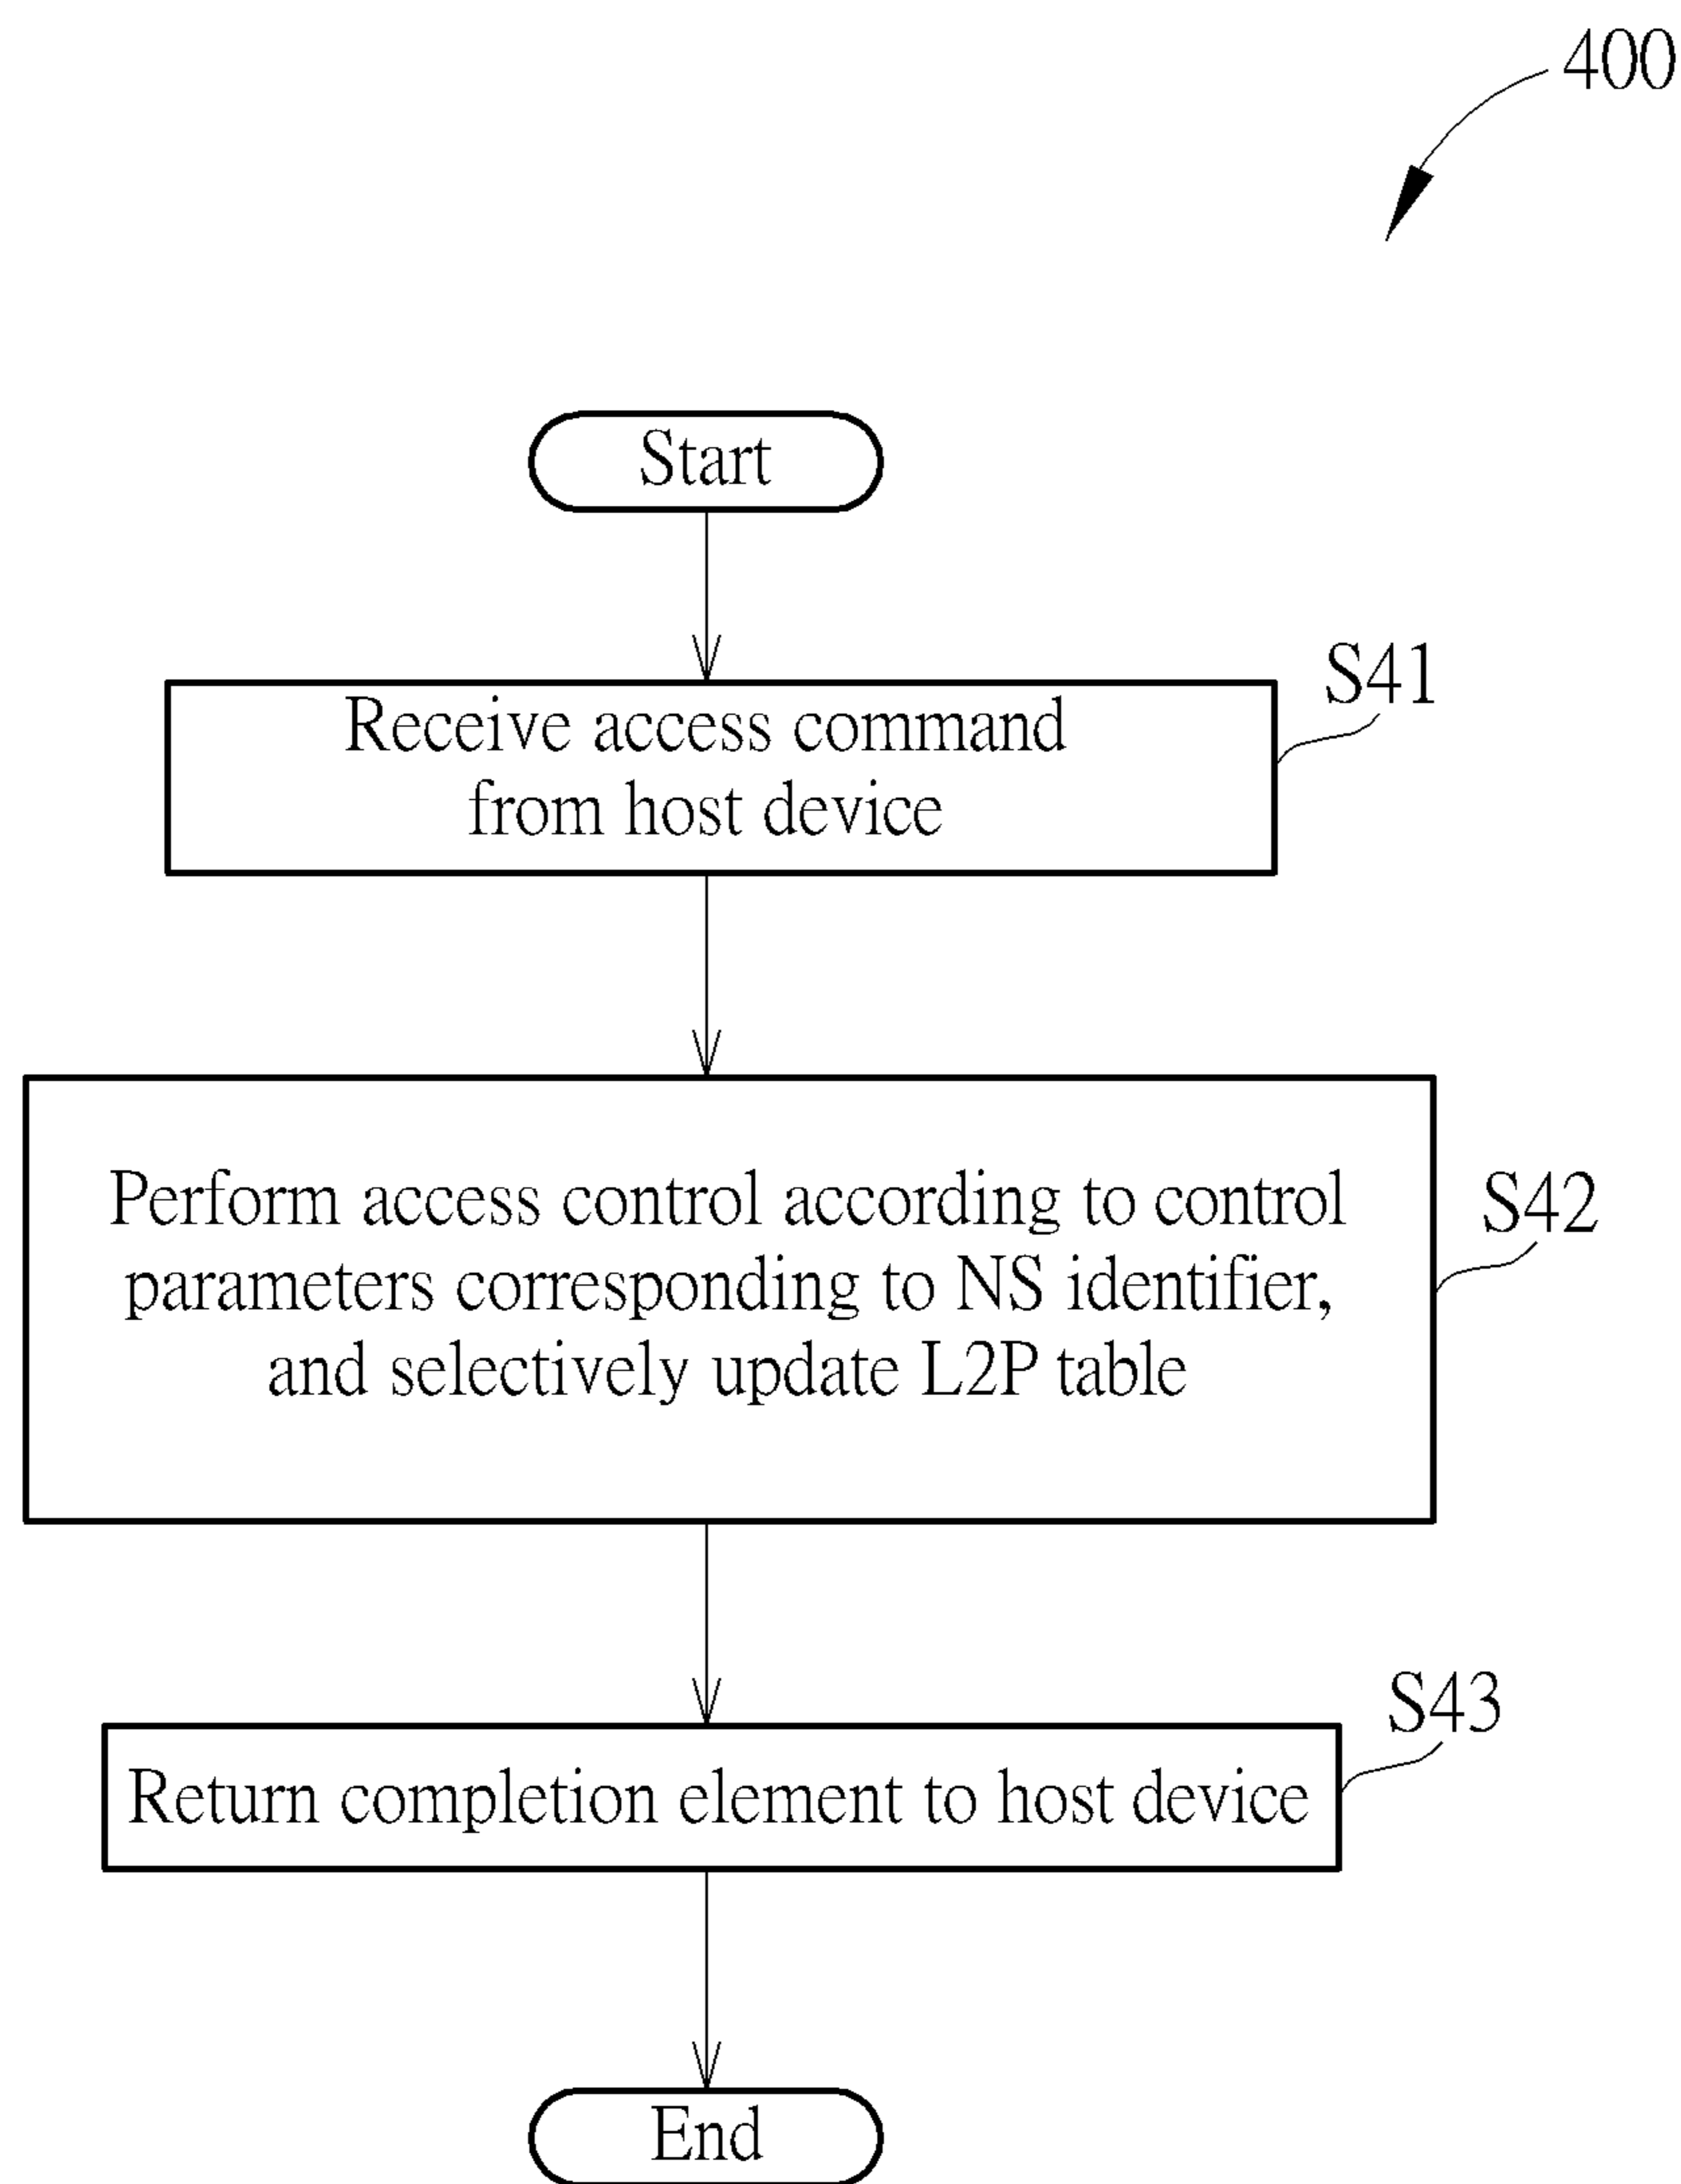 400
Start
S41
Receive access command
from host device
S42
Perform access control according to control
parameters corresponding to NS identifier,
and selectively update L2P table
S43
Return completion element to host device
End